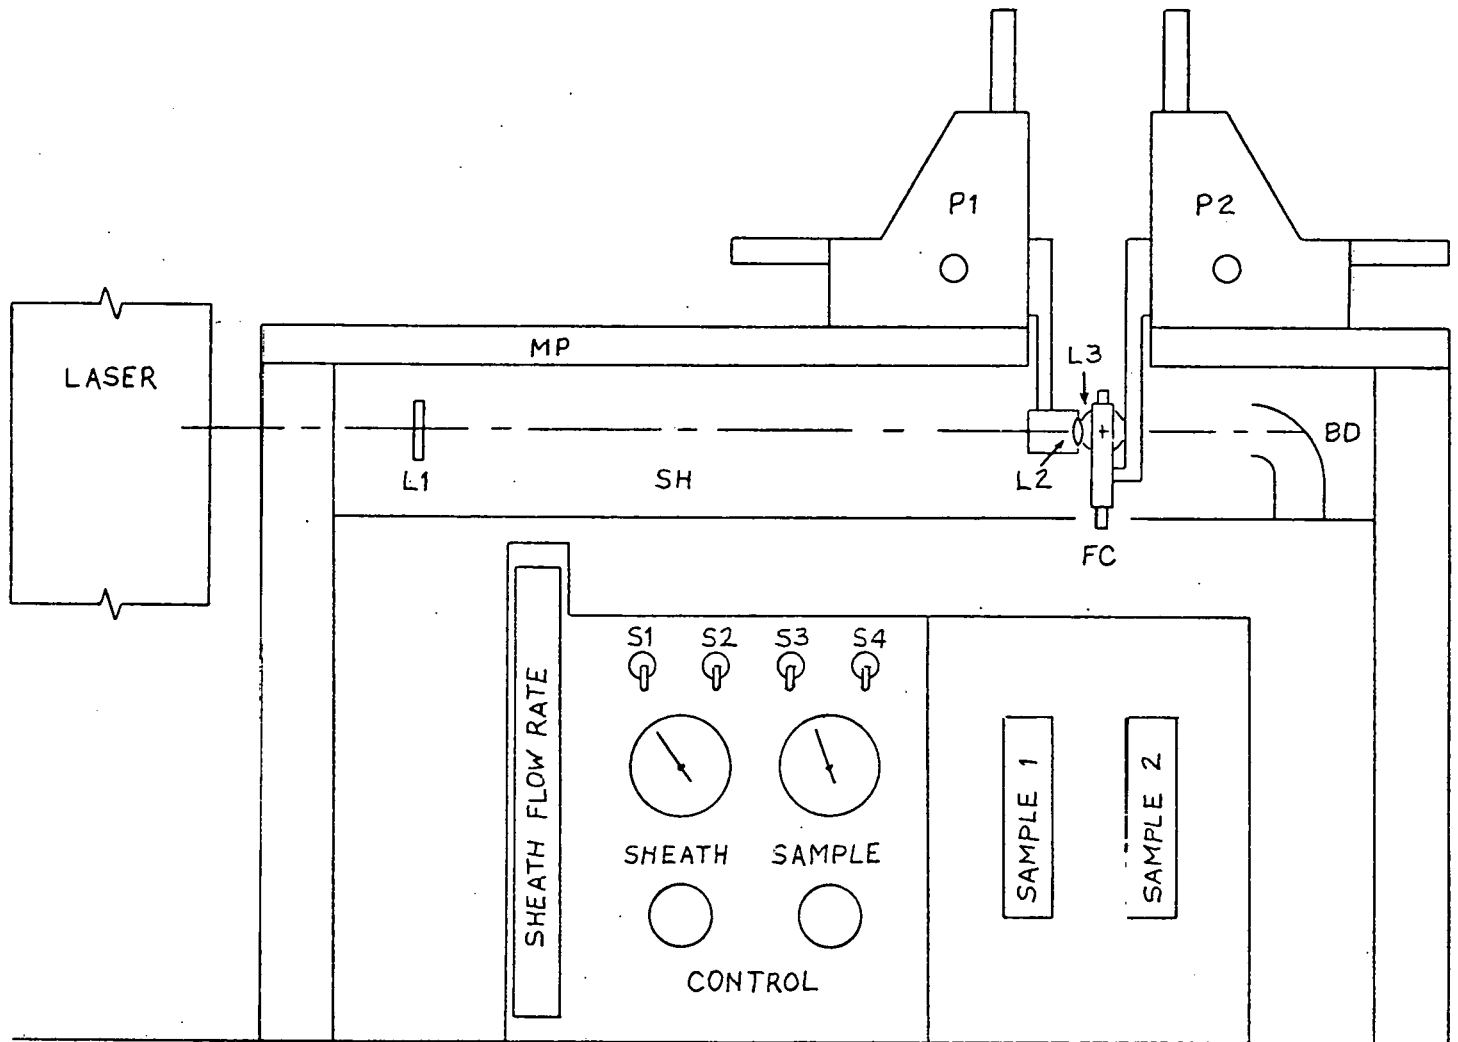 P1
P2
MP
LASER
L3
BD
L1
SH
L2
FC
S1 S2 S3 S4
SHEATH FLOW RATE
SHEATH SAMPLE
CONTROL
SAMPLE 1
SAMPLE 2